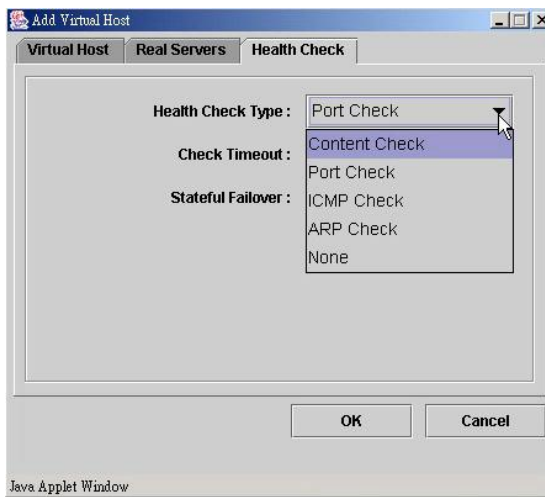 Add Virtual Host
Virtual Host
Real Servers
Health Check
Health Check Type :
Port Check
Content Check
Check Timeout :
Port Check
Stateful Failover :
ICMP Check
ARP Check
None
OK
Cancel
Java Applet Window